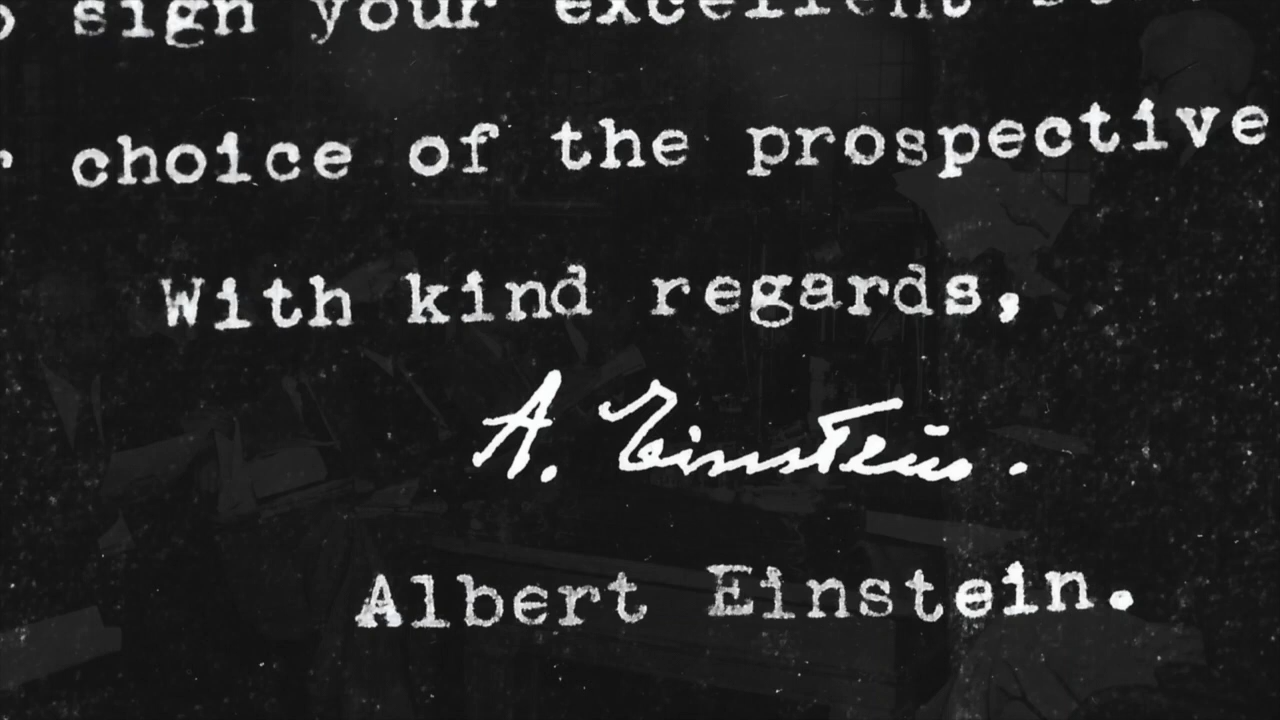 sign your excellent
choice of the prospective
With kind regards,
A. Einstein.
Albert Einstein.